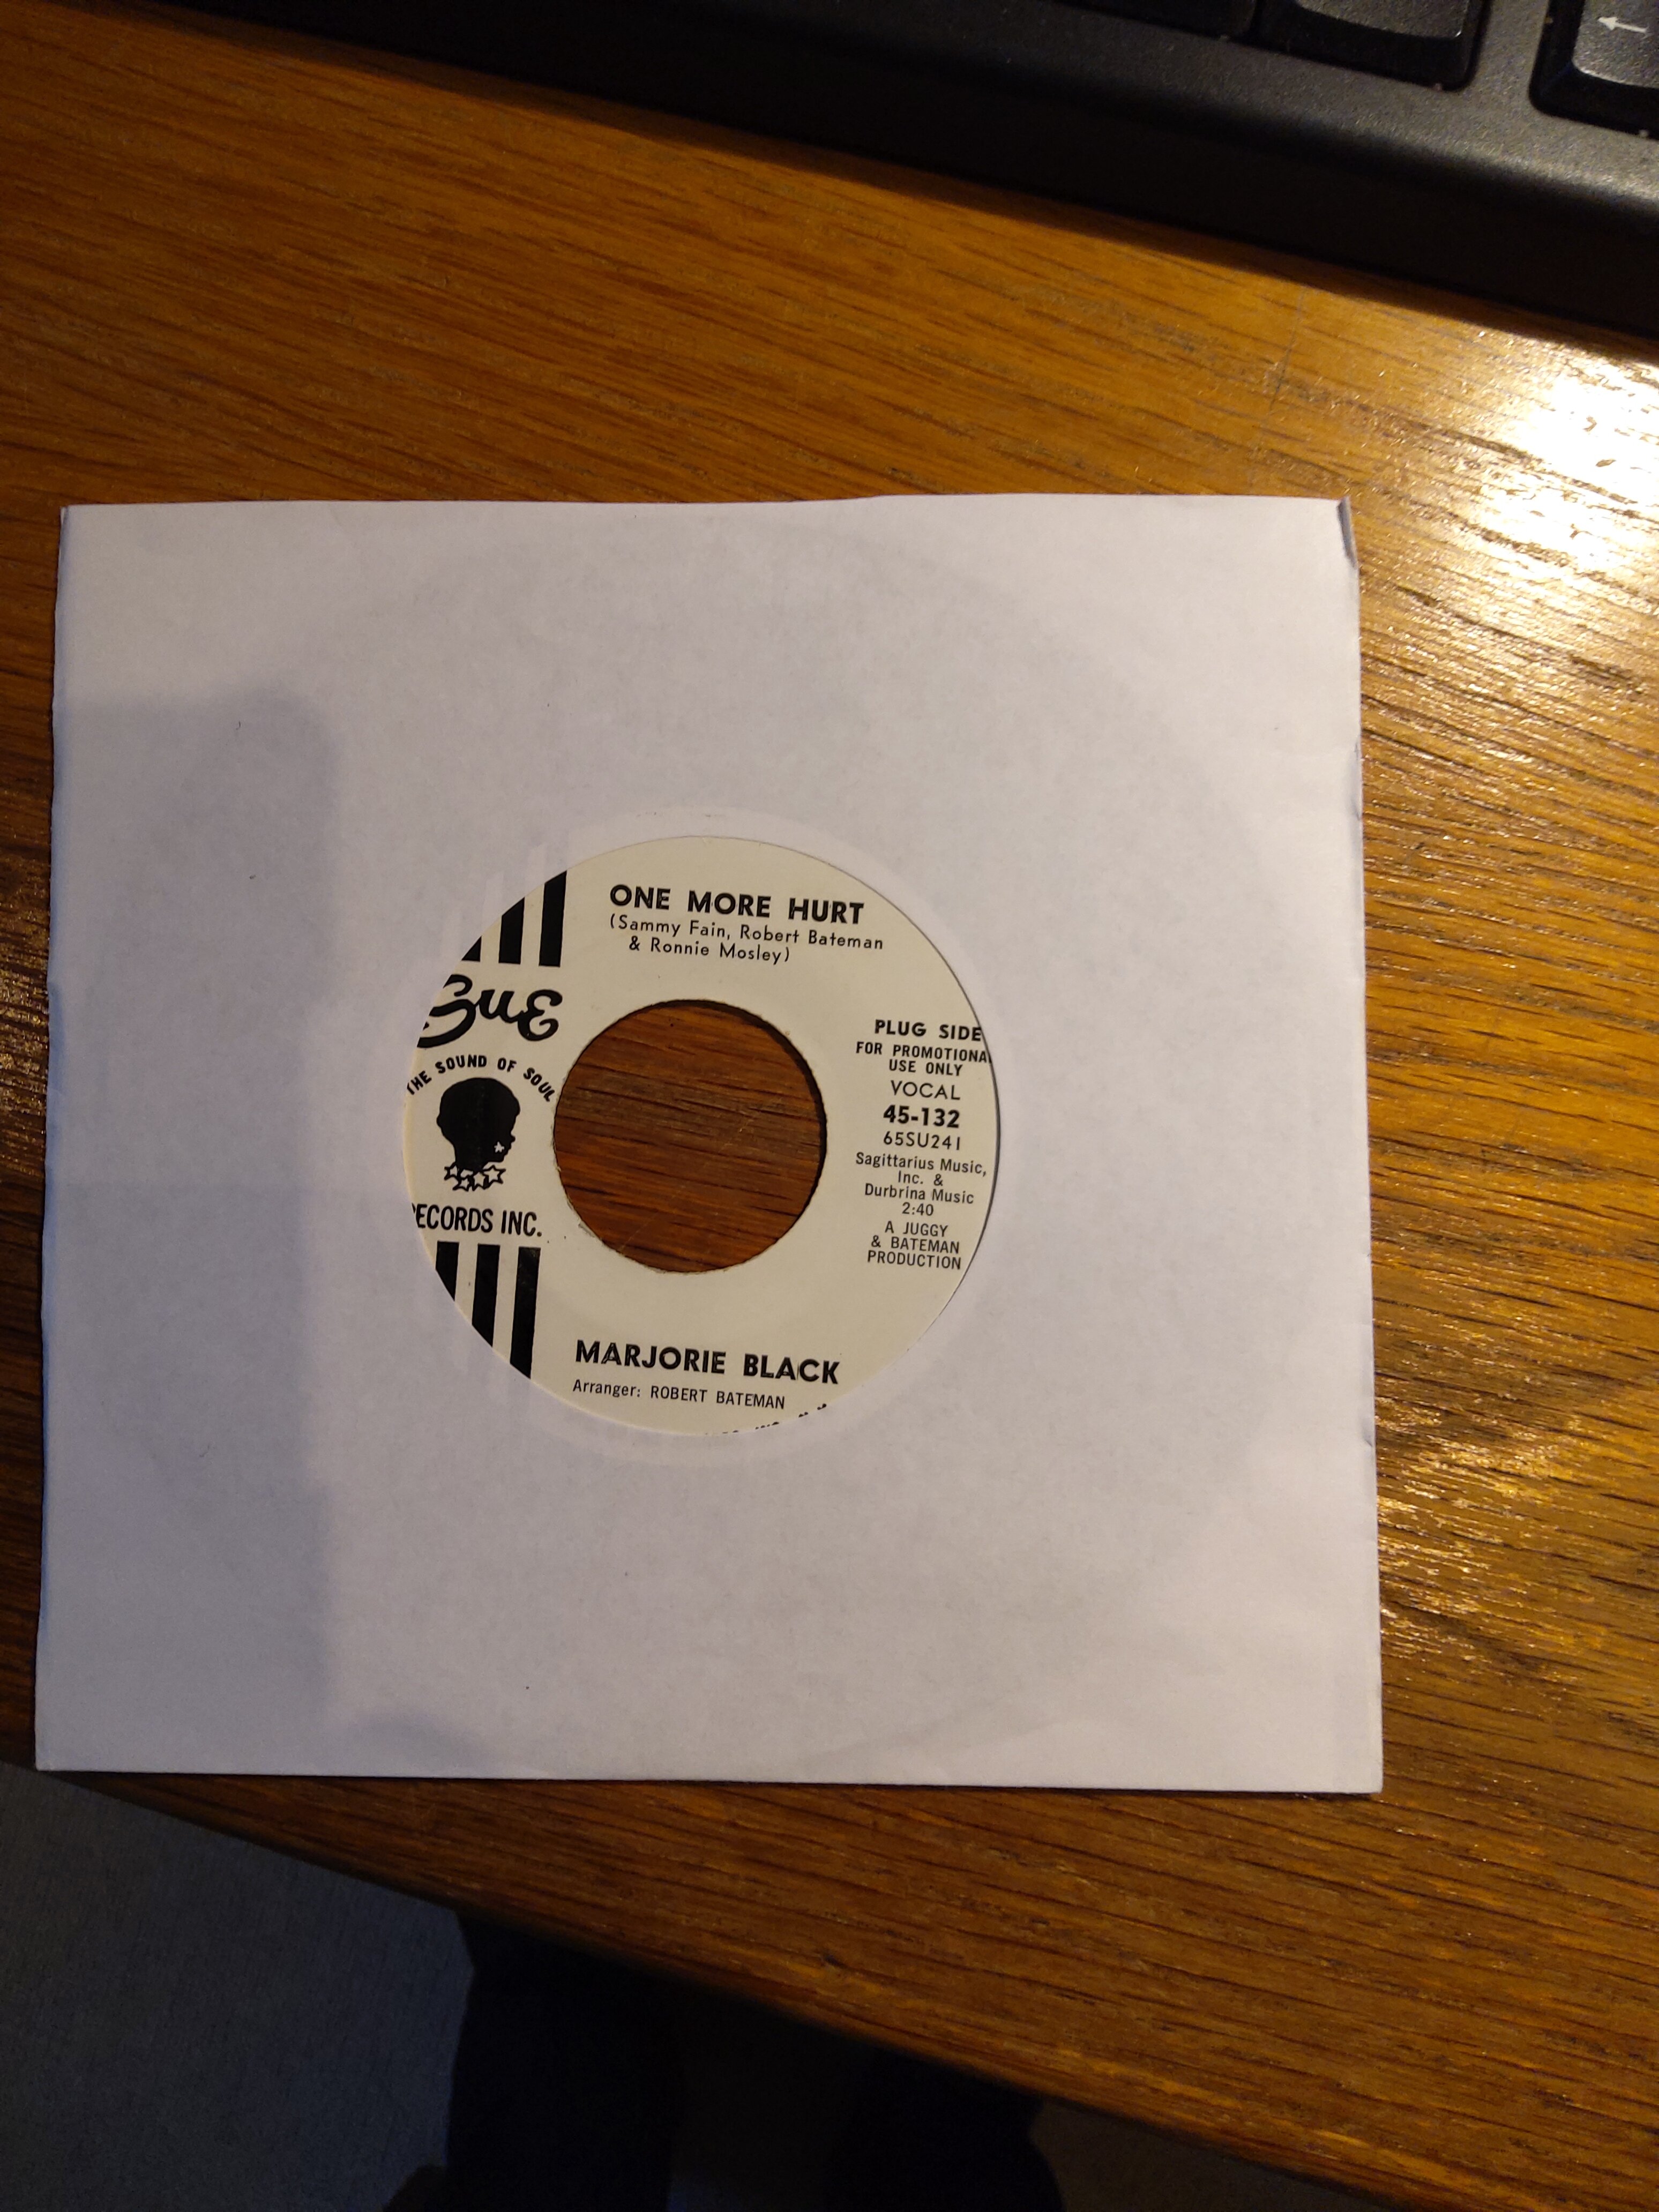 ONE MORE HURT
(Sammy Fain, Robert Bateman
& Ronnie Mosley)
Sue
THE SOUND OF SOUL
RECORDS INC.
PLUG SIDE
FOR PROMOTIONAL
USE ONLY
VOCAL
45-132
65SU241
Sagittarius Music,
Inc. &
Durbrina Music
2:40
A JUGGY
& BATEMAN
PRODUCTION
MARJORIE BLACK
Arranger: ROBERT BATEMAN